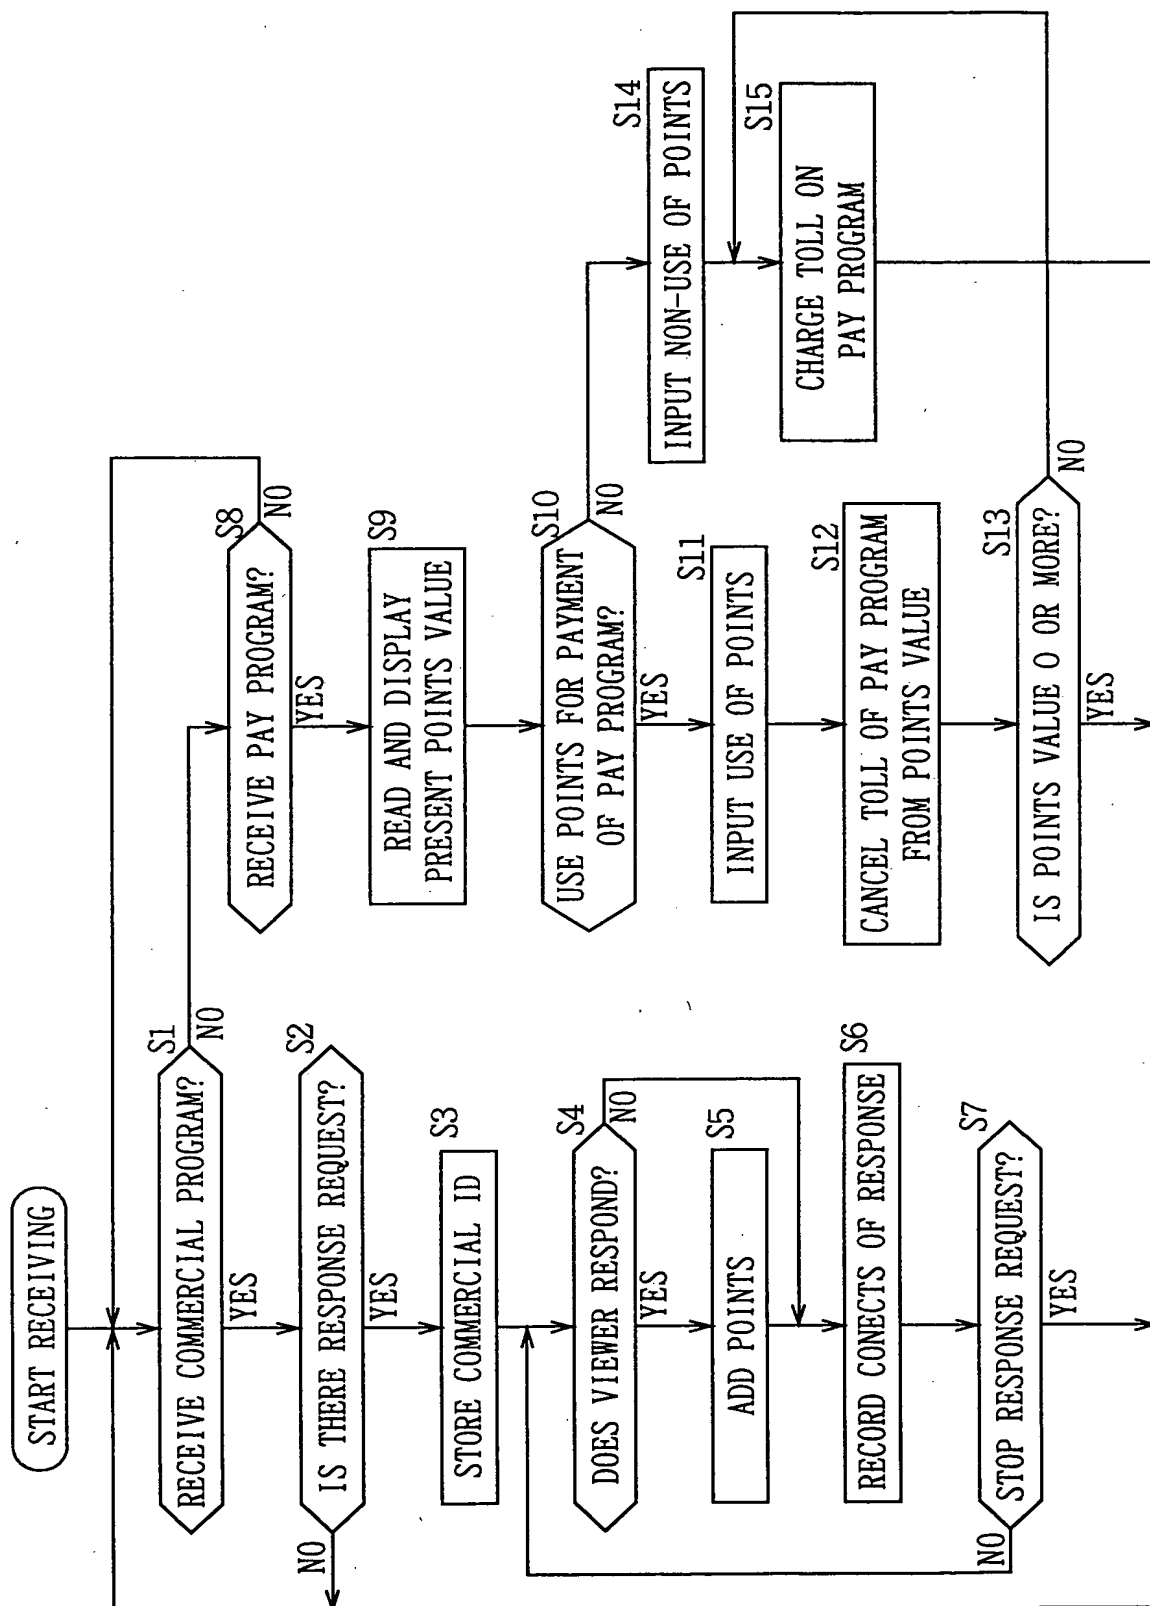 START RECEIVING
S1
RECEIVE COMMERCIAL PROGRAM?
NO
YES
S2
IS THERE RESPONSE REQUEST?
NO
YES
S3
STORE COMMERCIAL ID
S4
DOES VIEWER RESPOND?
NO
YES
S5
ADD POINTS
S6
RECORD CONECTS OF RESPONSE
S7
STOP RESPONSE REQUEST?
NO
YES
S8
RECEIVE PAY PROGRAM?
NO
YES
S9
READ AND DISPLAY
PRESENT POINTS VALUE
S10
USE POINTS FOR PAYMENT
OF PAY PROGRAM?
NO
YES
S11
INPUT USE OF POINTS
S12
CANCEL TOLL OF PAY PROGRAM
FROM POINTS VALUE
S13
IS POINTS VALUE O OR MORE?
NO
YES
S14
INPUT NON-USE OF POINTS
S15
CHARGE TOLL ON
PAY PROGRAM